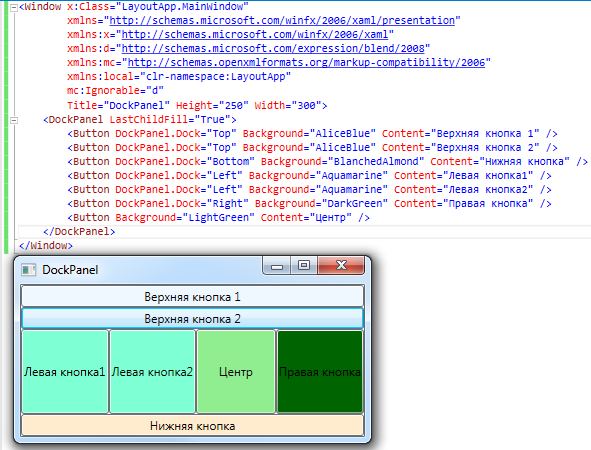 <Window x:Class="LayoutApp.MainWindow"
xmlns="http://schemas.microsoft.com/winfx/2006/xaml/presentation"
xmlns:x="http://schemas.microsoft.com/winfx/2006/xaml"
xmlns:d="http://schemas.microsoft.com/expression/blend/2008"
xmlns:mc="http://schemas.openxmlformats.org/markup-compatibility/2006"
xmlns:local="clr-namespace:LayoutApp"
mc:Ignorable="d"
Title="DockPanel" Height="250" Width="300">
<DockPanel LastChildFill="True">
<Button DockPanel.Dock="Top" Background="AliceBlue" Content="Верхняя кнопка 1" />
<Button DockPanel.Dock="Top" Background="AliceBlue" Content="Верхняя кнопка 2" />
<Button DockPanel.Dock="Bottom" Background="BlanchedAlmond" Content="Нижняя кнопка" />
<Button DockPanel.Dock="Left" Background="Aquamarine" Content="Левая кнопка1" />
<Button DockPanel.Dock="Left" Background="Aquamarine" Content="Левая кнопка2" />
<Button DockPanel.Dock="Right" Background="DarkGreen" Content="Правая кнопка" />
<Button Background="LightGreen" Content="Центр" />
</DockPanel>
</Window>
DockPanel
Верхняя кнопка 1
Верхняя кнопка 2
Левая кнопка1 Левая кнопка2 Центр Правая кнопка
Нижняя кнопка